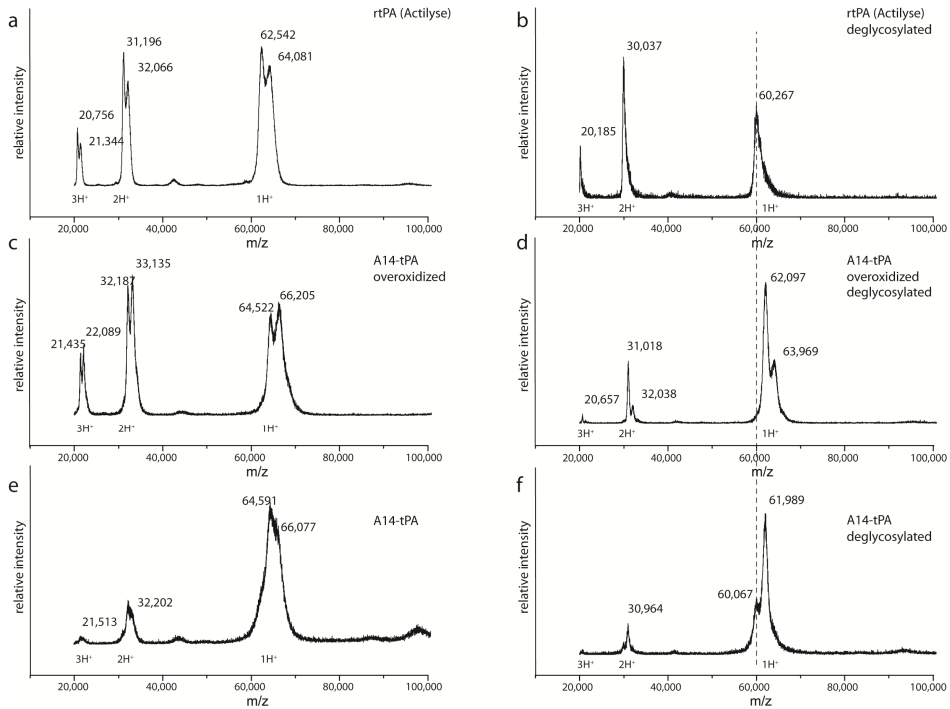 a
rtPA (Actilyse)
62,542
31,196
64,081
32,066
20,756
21,344
relative intensity
3H⁺ 2H⁺ 1H⁺
20,000 40,000 60,000 80,000 100,000
m/z
b
rtPA (Actilyse)
deglycosylated
30,037
60,267
20,185
relative intensity
3H⁺ 2H⁺ 1H⁺
20,000 40,000 60,000 80,000 100,000
m/z
c
A14-tPA
overoxidized
33,135
32,187
66,205
64,522
22,089
21,435
relative intensity
3H⁺ 2H⁺ 1H⁺
20,000 40,000 60,000 80,000 100,000
m/z
d
A14-tPA
overoxidized
deglycosylated
62,097
31,018
63,969
32,038
20,657
relative intensity
3H⁺ 2H⁺ 1H⁺
20,000 40,000 60,000 80,000 100,000
m/z
e
A14-tPA
64,591
66,077
32,202
21,513
relative intensity
3H⁺ 2H⁺ 1H⁺
20,000 40,000 60,000 80,000 100,000
m/z
f
A14-tPA
deglycosylated
61,989
60,067
30,964
relative intensity
3H⁺ 2H⁺ 1H⁺
20,000 40,000 60,000 80,000 100,000
m/z